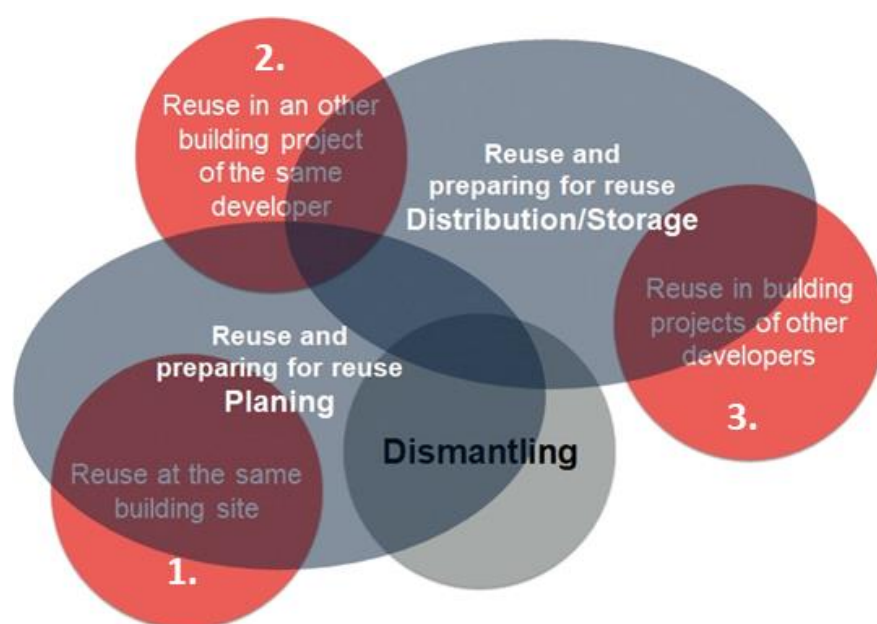 2.
Reuse in an other
building project
of the same
developer
Reuse and
preparing for reuse
Distribution/Storage
Reuse in building
projects of other
developers
3.
Reuse and
preparing for reuse
Planing
Dismantling
Reuse at the same
building site
1.